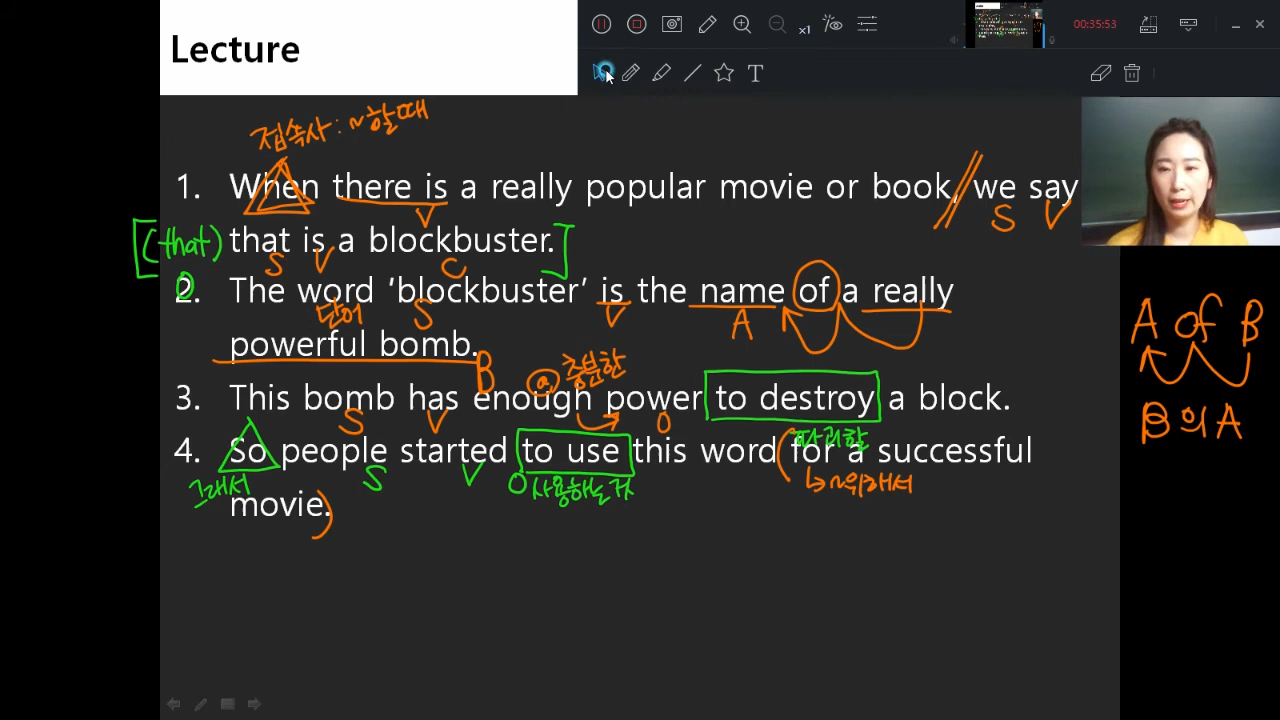 Lecture
x1
00:35:53
T
접속사 : ~할때
1. When there is a really popular movie or book, we say
V S V
[(that) that is a blockbuster.]
O S V C
2. The word ‘blockbuster’ is the name of a really
단어 S V A
powerful bomb.
B
ⓐ 충분한
3. This bomb has enough power to destroy a block.
S V O 파괴할
4. So people started to use this word (for a successful
그래서 S V O 사용하는 것 ↳ ~위해서
movie.)
A of B
B의 A